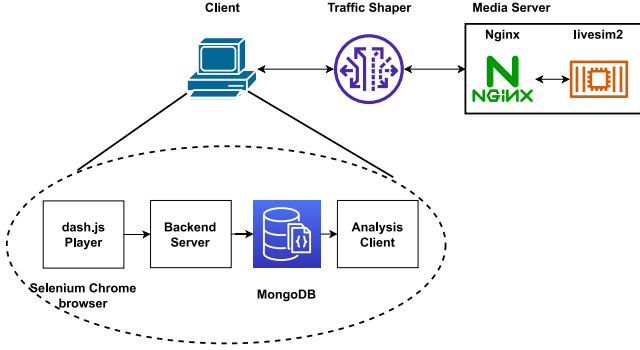 Client
Traffic Shaper
Media Server
Nginx
livesim2
NGiNX
dash.js
Player
Backend
Server
Analysis
Client
Selenium Chrome
browser
MongoDB